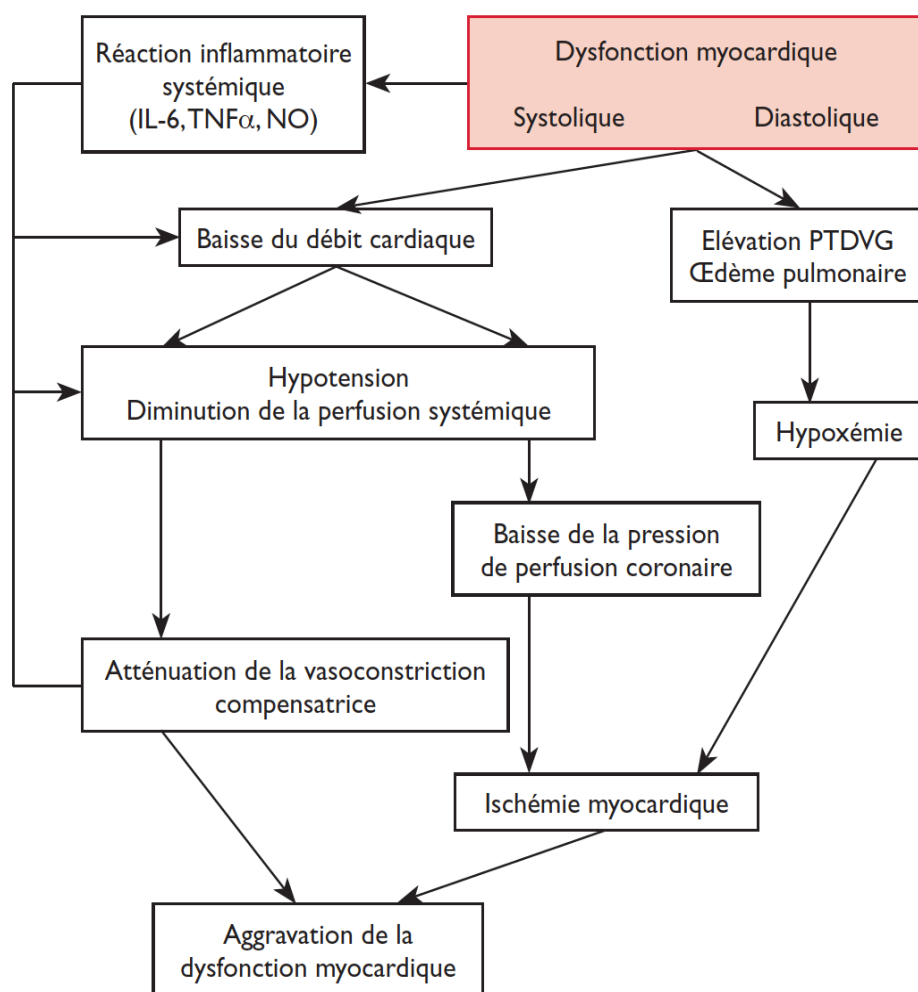 Réaction inflammatoire
systémique
(IL-6, TNFα, NO)
Dysfonction myocardique
Systolique Diastolique
Baisse du débit cardiaque
Elévation PTDVG
Œdème pulmonaire
Hypotension
Diminution de la perfusion systémique
Hypoxémie
Baisse de la pression
de perfusion coronaire
Atténuation de la vasoconstriction
compensatrice
Ischémie myocardique
Aggravation de la
dysfonction myocardique